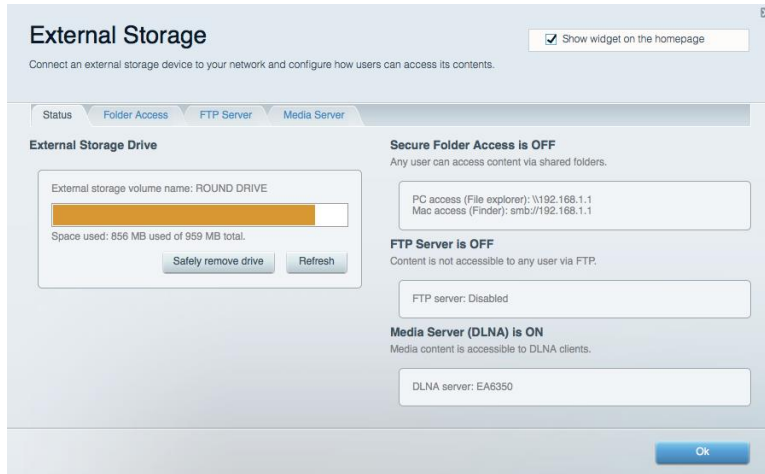 External Storage
Show widget on the homepage
Connect an external storage device to your network and configure how users can access its contents.
Status
Folder Access
FTP Server
Media Server
External Storage Drive
External storage volume name: ROUND DRIVE
Space used: 856 MB used of 959 MB total.
Safely remove drive
Refresh
Secure Folder Access is OFF
Any user can access content via shared folders.
PC access (File explorer): \\192.168.1.1
Mac access (Finder): smb://192.168.1.1
FTP Server is OFF
Content is not accessible to any user via FTP.
FTP server: Disabled
Media Server (DLNA) is ON
Media content is accessible to DLNA clients.
DLNA server: EA6350
Ok